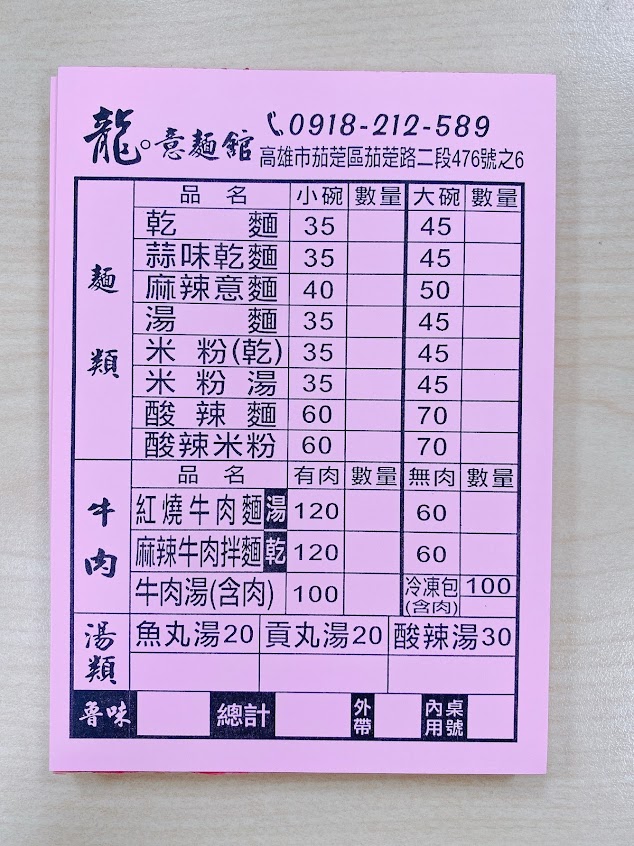 龍。意麵舘 0918-212-589
高雄市茄萣區茄萣路二段476號之6
麵類
品名 小碗 數量 大碗 數量
乾麵 35 45
蒜味乾麵 35 45
麻辣意麵 40 50
湯麵 35 45
米粉(乾) 35 45
米粉湯 35 45
酸辣麵 60 70
酸辣米粉 60 70
牛肉
品名 有肉 數量 無肉 數量
紅燒牛肉麵湯 120 60
麻辣牛肉拌麵乾 120 60
牛肉湯(含肉) 100 冷凍包(含肉) 100
湯類
魚丸湯20 貢丸湯20 酸辣湯30
魯味 總計 外帶 內用桌號